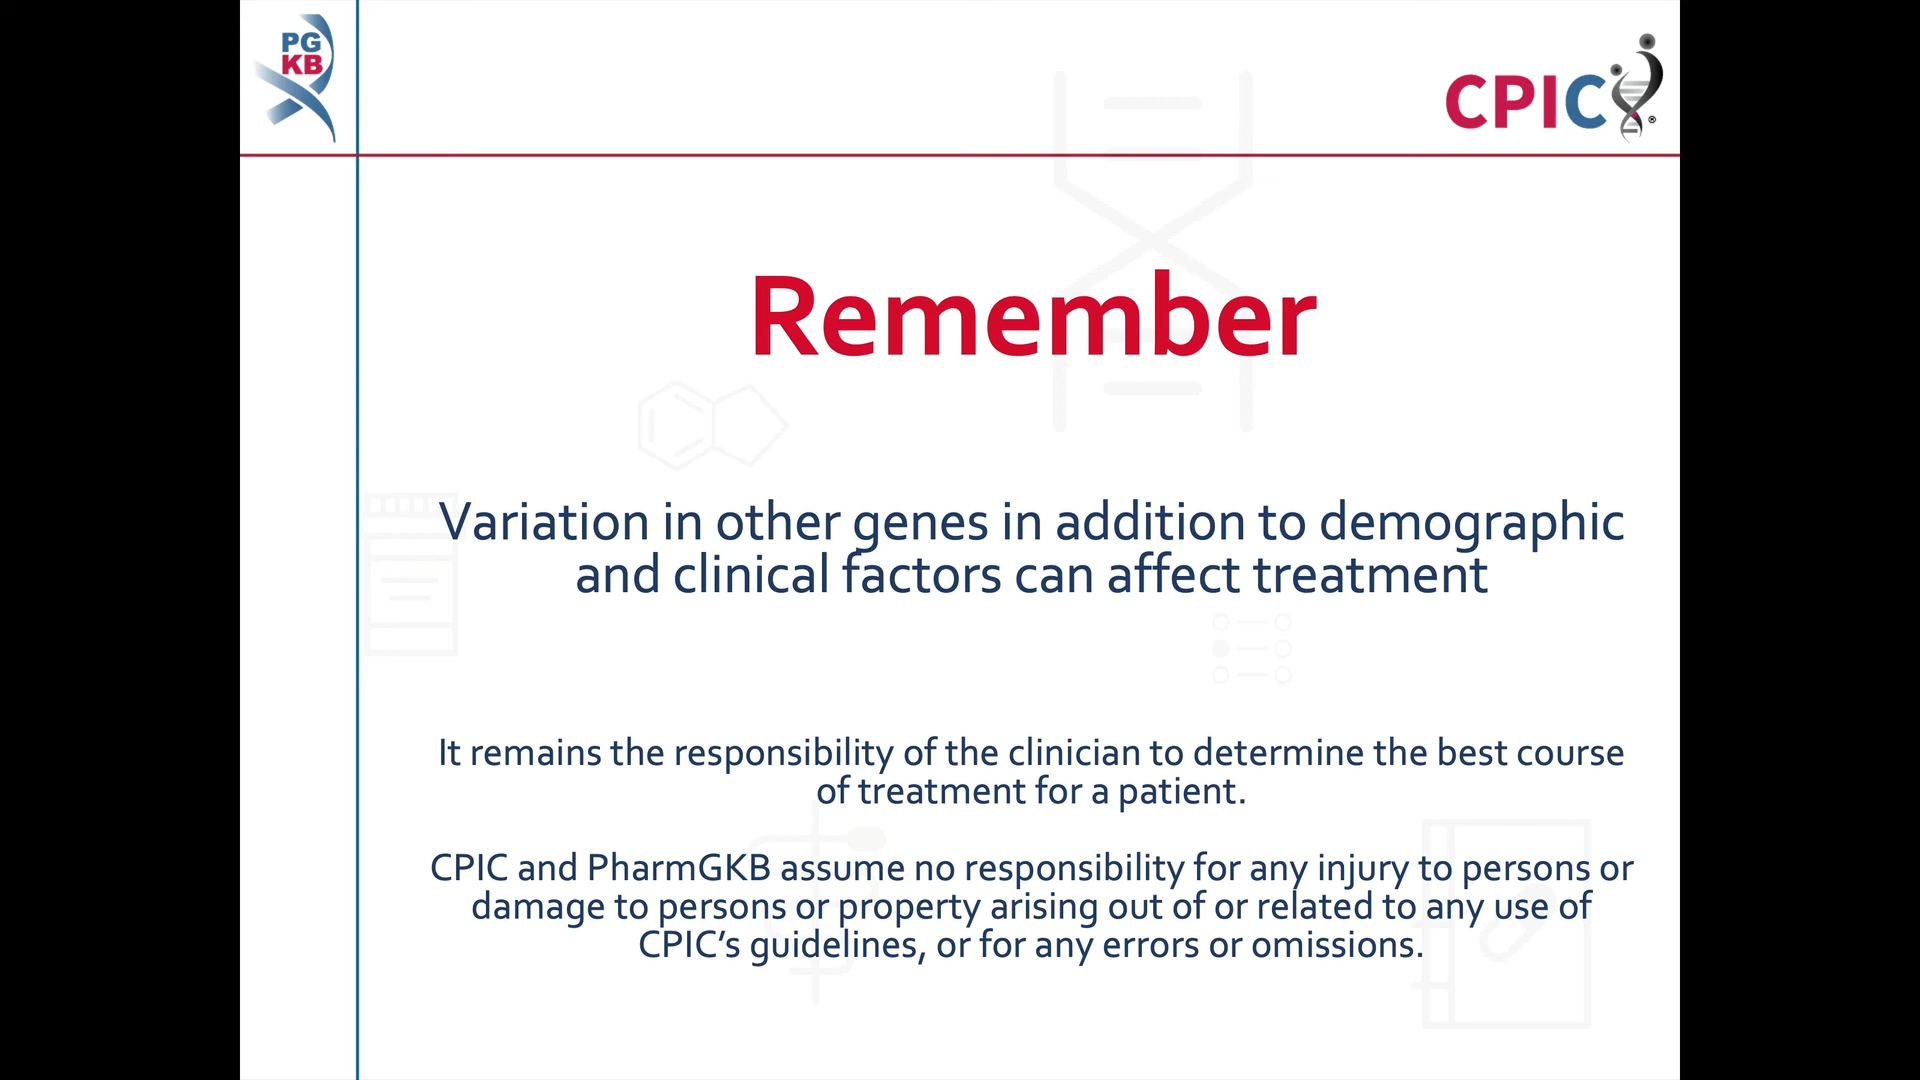 PG
KB
CPIC®
Remember
Variation in other genes in addition to demographic
and clinical factors can affect treatment
It remains the responsibility of the clinician to determine the best course
of treatment for a patient.
CPIC and PharmGKB assume no responsibility for any injury to persons or
damage to persons or property arising out of or related to any use of
CPIC’s guidelines, or for any errors or omissions.